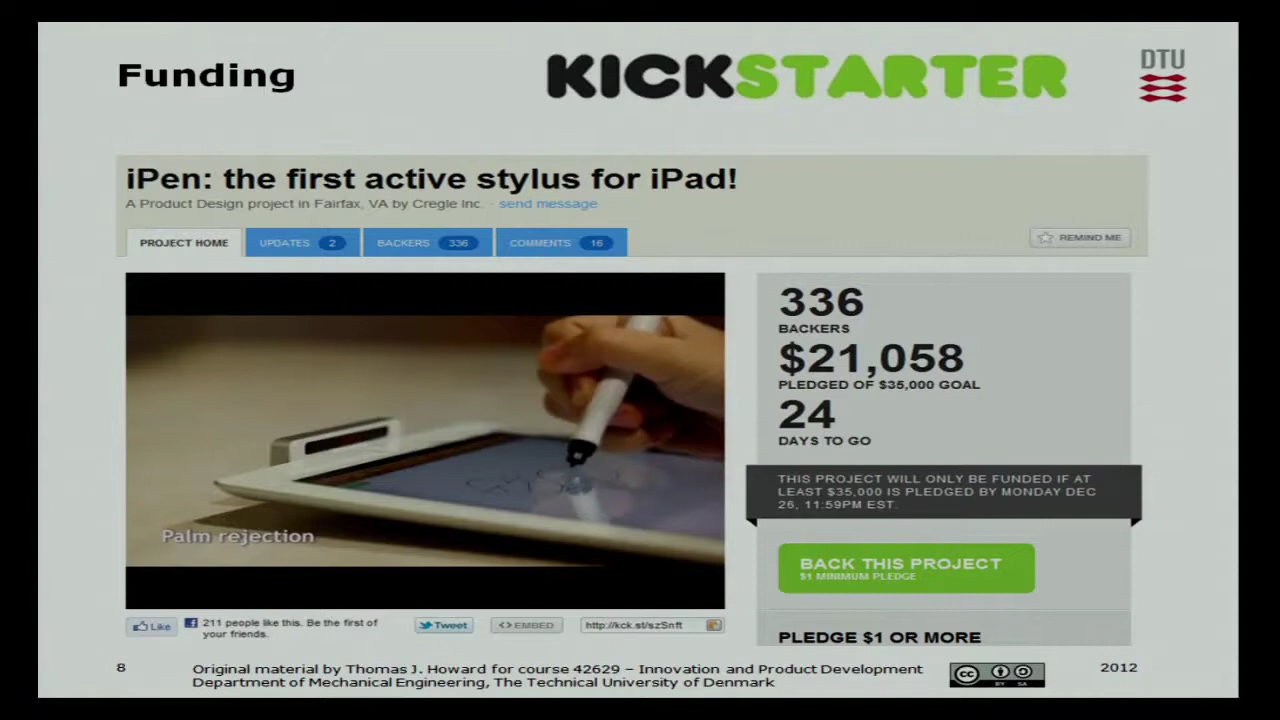 Funding
KICKSTARTER
DTU
iPen: the first active stylus for iPad!
A Product Design project in Fairfax, VA by Cregle Inc. · send message
PROJECT HOME
UPDATES 2
BACKERS 336
COMMENTS 16
REMIND ME
336
BACKERS
$21,058
PLEDGED OF $35,000 GOAL
24
DAYS TO GO
THIS PROJECT WILL ONLY BE FUNDED IF AT
LEAST $35,000 IS PLEDGED BY MONDAY DEC
26, 11:59PM EST.
BACK THIS PROJECT
$1 MINIMUM PLEDGE
PLEDGE $1 OR MORE
Palm rejection
Like
211 people like this. Be the first of
your friends.
Tweet
<> EMBED
http://kck.st/szSnft
8
Original material by Thomas J. Howard for course 42629 – Innovation and Product Development
Department of Mechanical Engineering, The Technical University of Denmark
cc
BY SA
2012